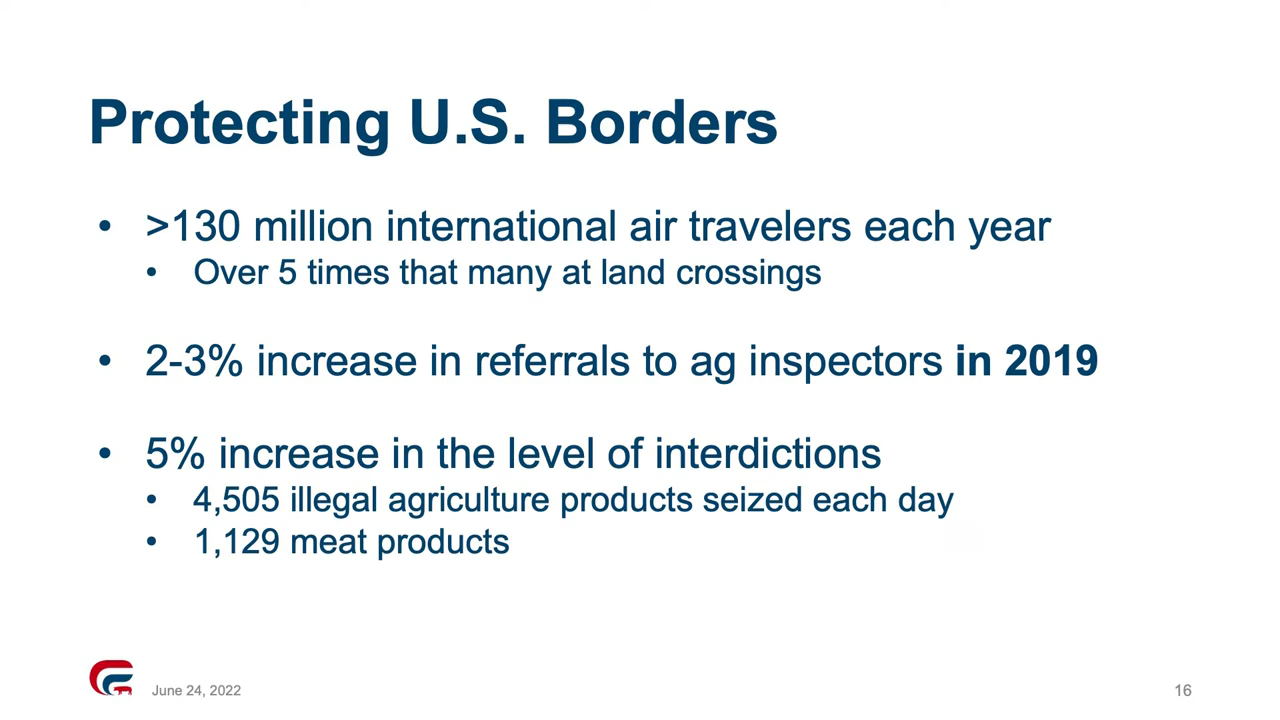 Protecting U.S. Borders
• >130 million international air travelers each year
• Over 5 times that many at land crossings
• 2-3% increase in referrals to ag inspectors in 2019
• 5% increase in the level of interdictions
• 4,505 illegal agriculture products seized each day
• 1,129 meat products
June 24, 2022
16